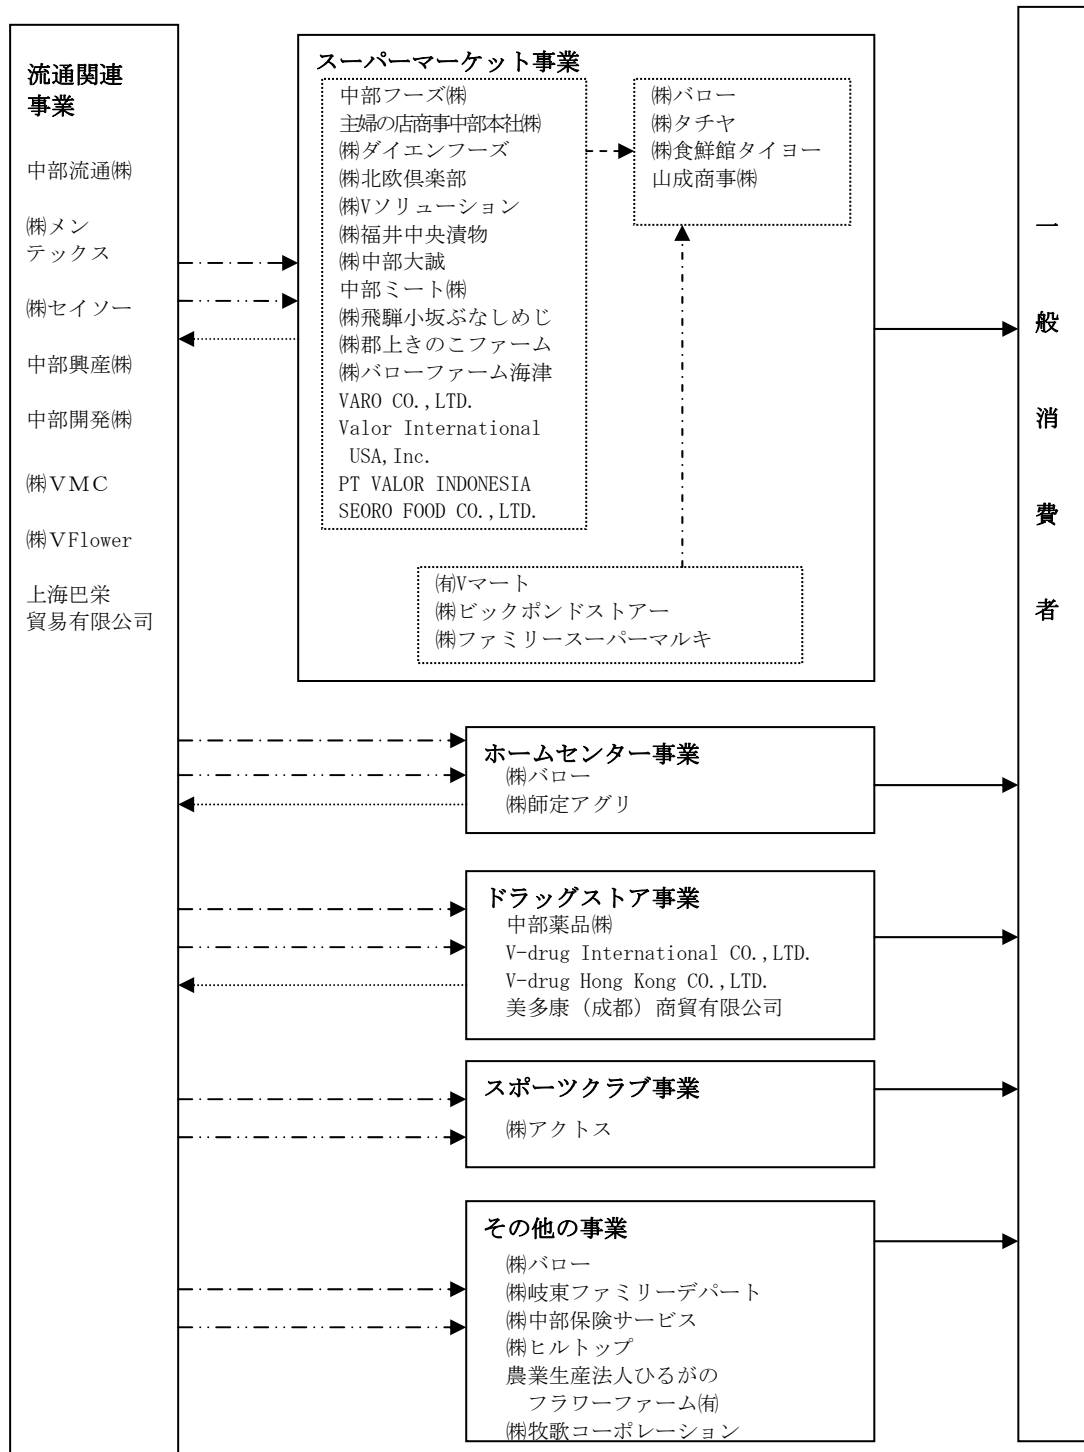 流通関連
事業
中部流通㈱
㈱メン
テックス
㈱セイソー
中部興産㈱
中部開発㈱
㈱ＶＭＣ
㈱ＶFlower
上海巴栄
貿易有限公司
スーパーマーケット事業
中部フーズ㈱
主婦の店商事中部本社㈱
㈱ダイエンフーズ
㈱北欧倶楽部
㈱Vソリューション
㈱福井中央漬物
㈱中部大誠
中部ミート㈱
㈱飛騨小坂ぶなしめじ
㈱郡上きのこファーム
㈱バローファーム海津
VARO CO.,LTD.
Valor International
USA,Inc.
PT VALOR INDONESIA
SEORO FOOD CO.,LTD.
㈱バロー
㈱タチヤ
㈱食鮮館タイヨー
山成商事㈱
㈲Vマート
㈱ビックポンドストアー
㈱ファミリースーパーマルキ
ホームセンター事業
㈱バロー
㈱師定アグリ
ドラッグストア事業
中部薬品㈱
V-drug International CO.,LTD.
V-drug Hong Kong CO.,LTD.
美多康（成都）商貿有限公司
スポーツクラブ事業
㈱アクトス
その他の事業
㈱バロー
㈱岐東ファミリーデパート
㈱中部保険サービス
㈱ヒルトップ
農業生産法人ひるがの
フラワーファーム㈲
㈱牧歌コーポレーション
一般消費者